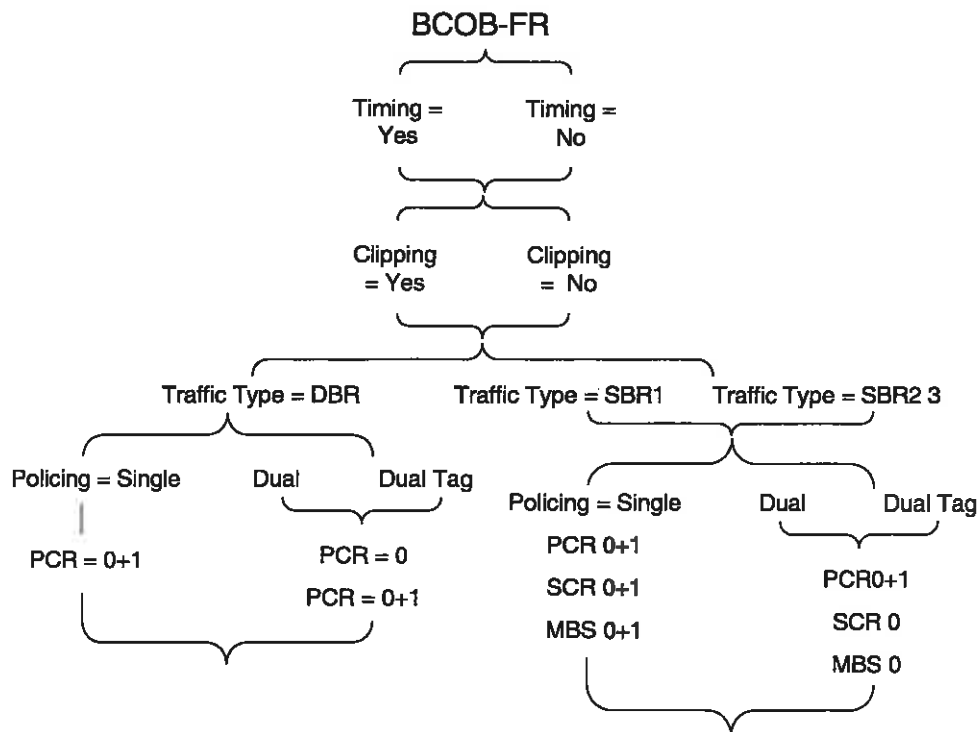 BCOB-FR
Timing =
Yes
Timing =
No
Clipping
= Yes
Clipping
= No
Traffic Type = DBR
Traffic Type = SBR1
Traffic Type = SBR2 3
Policing = Single
Dual
Dual Tag
PCR = 0+1
PCR = 0
PCR = 0+1
Policing = Single
Dual
Dual Tag
PCR 0+1
SCR 0+1
MBS 0+1
PCR0+1
SCR 0
MBS 0